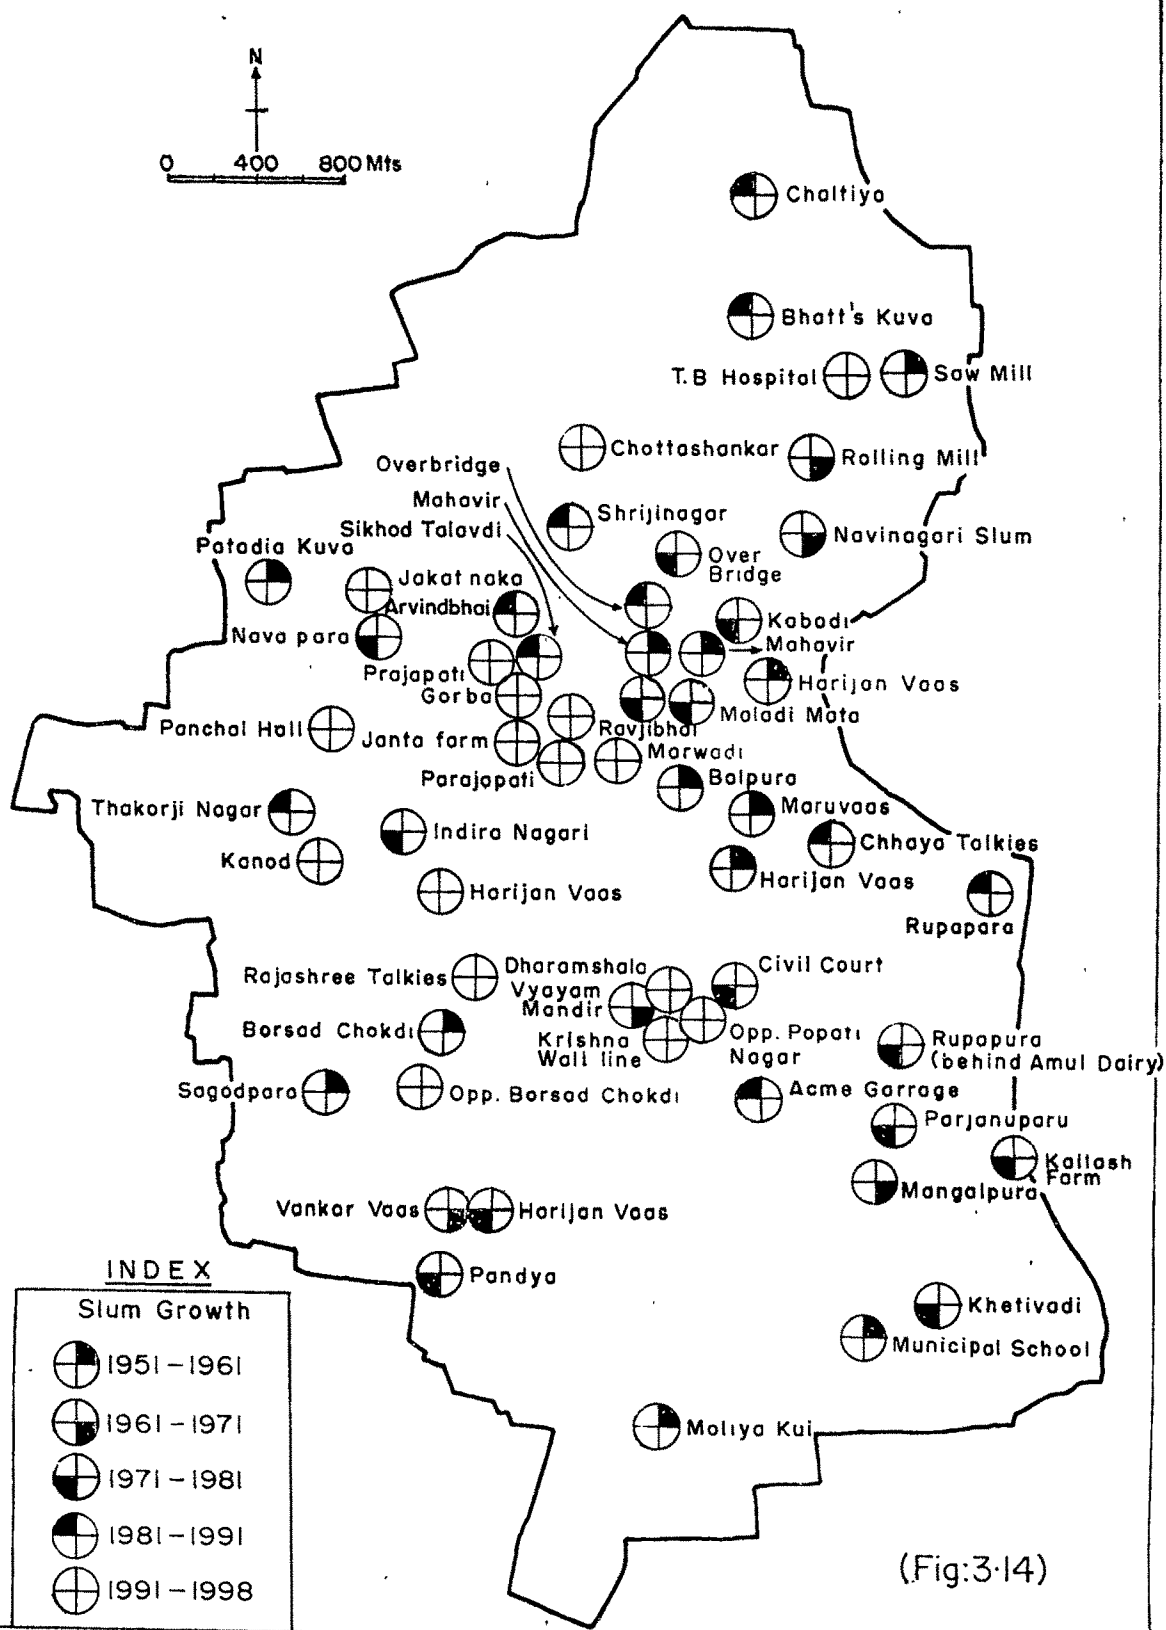 N
0 400 800 Mts
Chaltiya
Bhatt's Kuva
T.B Hospital
Saw Mill
Chottashankar
Rolling Mill
Overbridge
Mahavir
Sikhod Talavdi
Shrijinagar
Navinagari Slum
Patadia Kuva
Over
Bridge
Jakat naka
Arvindbhai
Kabadi
Nava para
Mahavir
Prajapati
Harijan Vaas
Gorba
Maladi Mata
Panchal Hall
Janta farm
Ravjibhai
Marwadi
Parajapati
Balpura
Thakorji Nagar
Maruvaas
Indira Nagari
Chhaya Talkies
Kanod
Harijan Vaas
Harijan Vaas
Rupapara
Rajashree Talkies
Dharamshala
Civil Court
Vyayam
Mandir
Borsad Chokdi
Krishna
Wall line
Opp. Popati
Nagar
Rupapura
(behind Amul Dairy)
Sagodpara
Opp. Borsad Chokdi
Acme Garrage
Parjanuparu
Kailash
Farm
Mangalpura
Vankar Vaas
Harijan Vaas
Pandya
Khetivadi
Municipal School
Moliya Kui
INDEX
Slum Growth
1951-1961
1961-1971
1971-1981
1981-1991
1991-1998
(Fig:3·14)